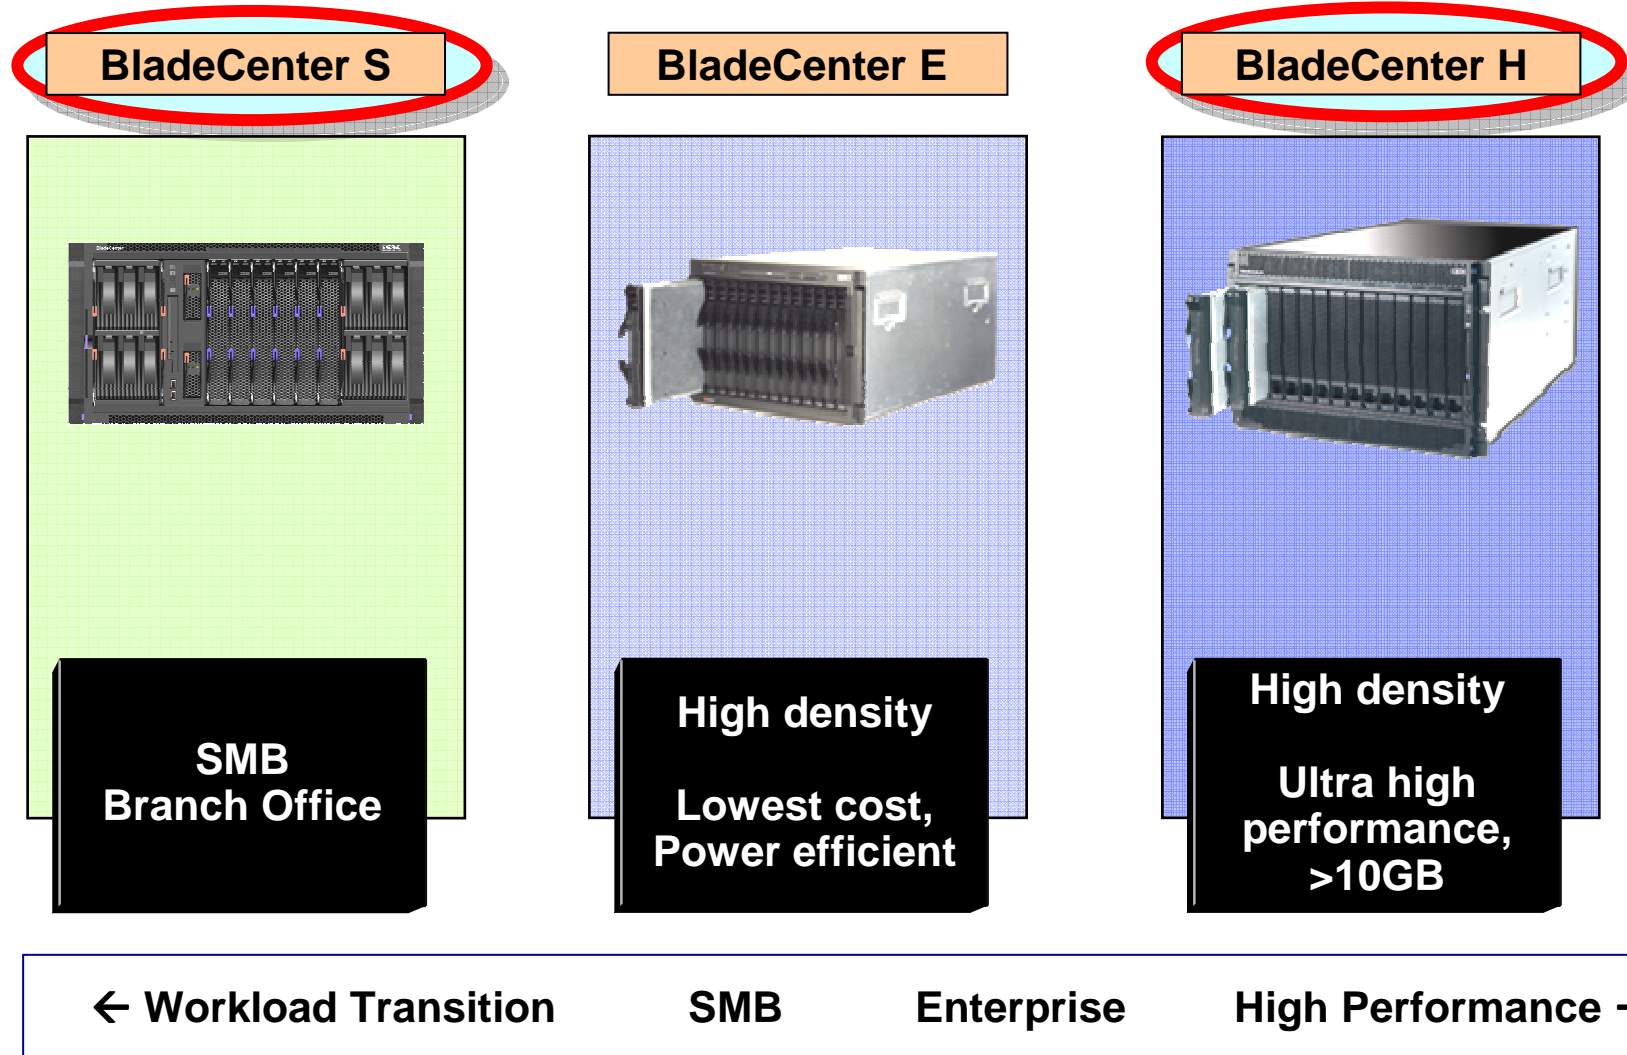 BladeCenter S
BladeCenter E
BladeCenter H
BladeCenter
SMB
Branch Office
High density
Lowest cost,
Power efficient
High density
Ultra high
performance,
>10GB
← Workload Transition SMB Enterprise High Performance